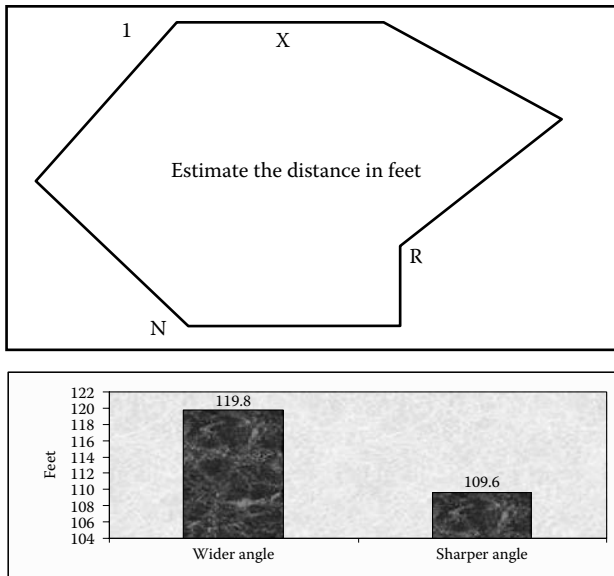 1
X
Estimate the distance in feet
R
N
122
120
118
116
114
112
110
108
106
104
Feet
119.8
109.6
Wider angle
Sharper angle